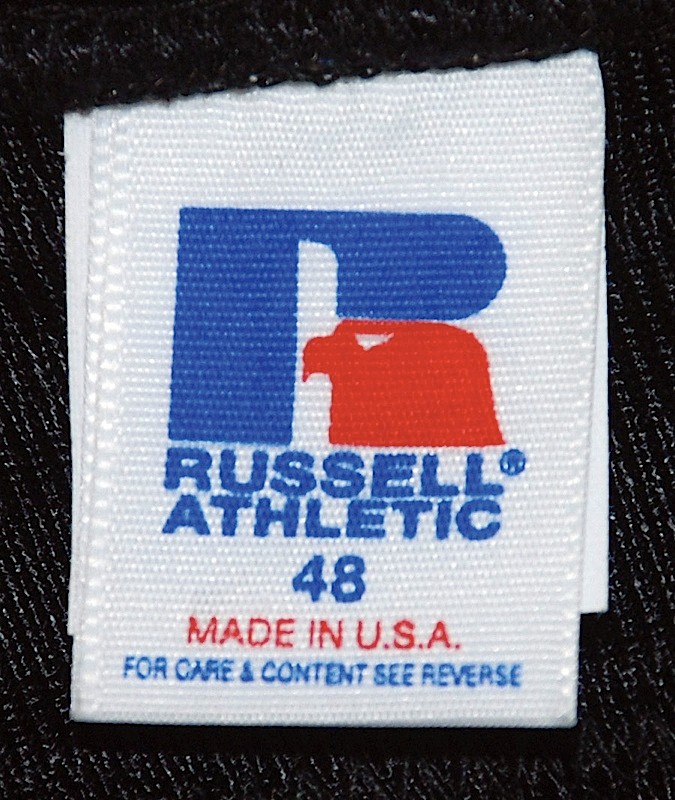 RUSSELL®
ATHLETIC
48
MADE IN U.S.A.
FOR CARE & CONTENT SEE REVERSE